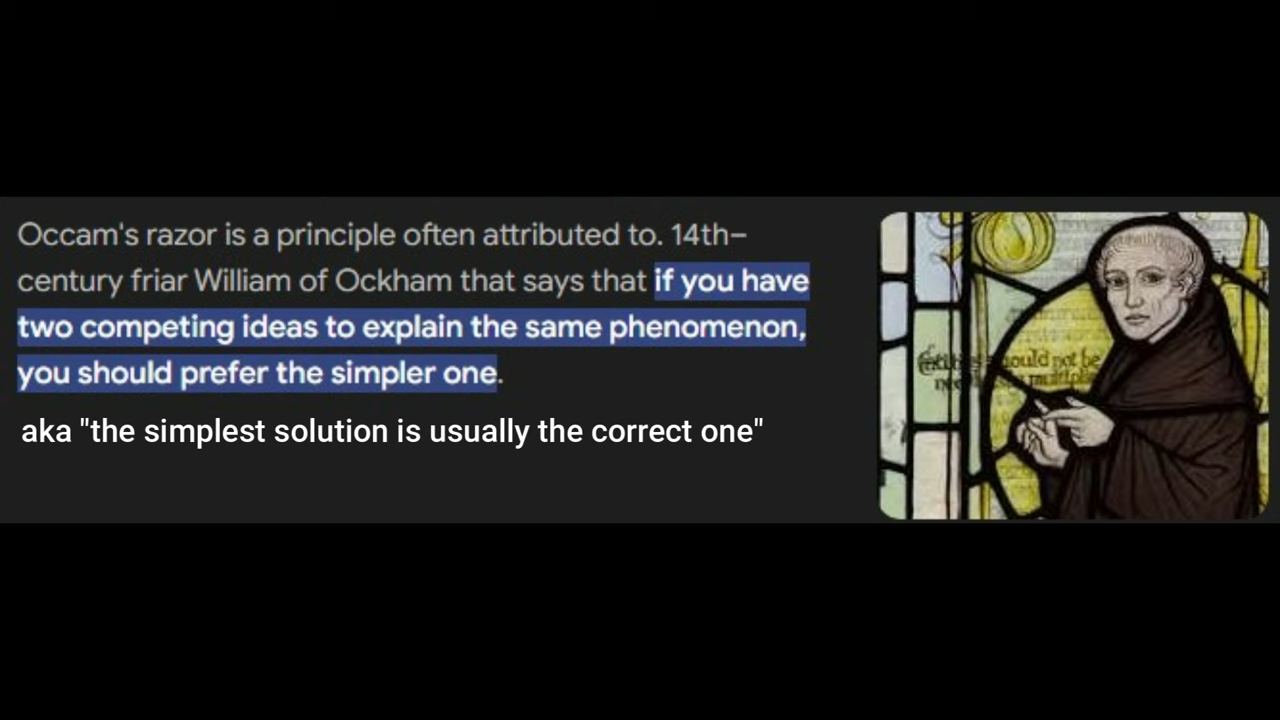 Occam's razor is a principle often attributed to. 14th–
century friar William of Ockham that says that if you have
two competing ideas to explain the same phenomenon,
you should prefer the simpler one.
aka "the simplest solution is usually the correct one"
should not be